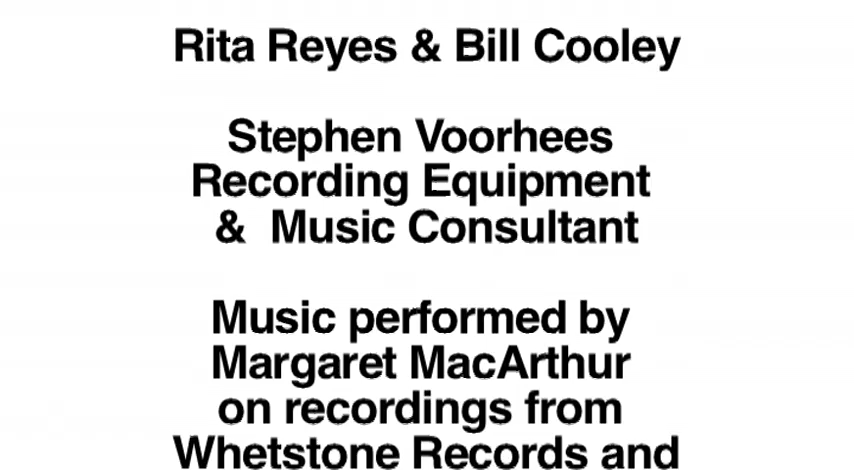 Rita Reyes & Bill Cooley
Stephen Voorhees
Recording Equipment
& Music Consultant
Music performed by
Margaret MacArthur
on recordings from
Whetstone Records and